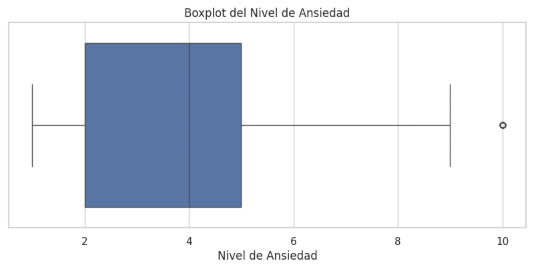 Boxplot del Nivel de Ansiedad
2 4 6 8 10
Nivel de Ansiedad